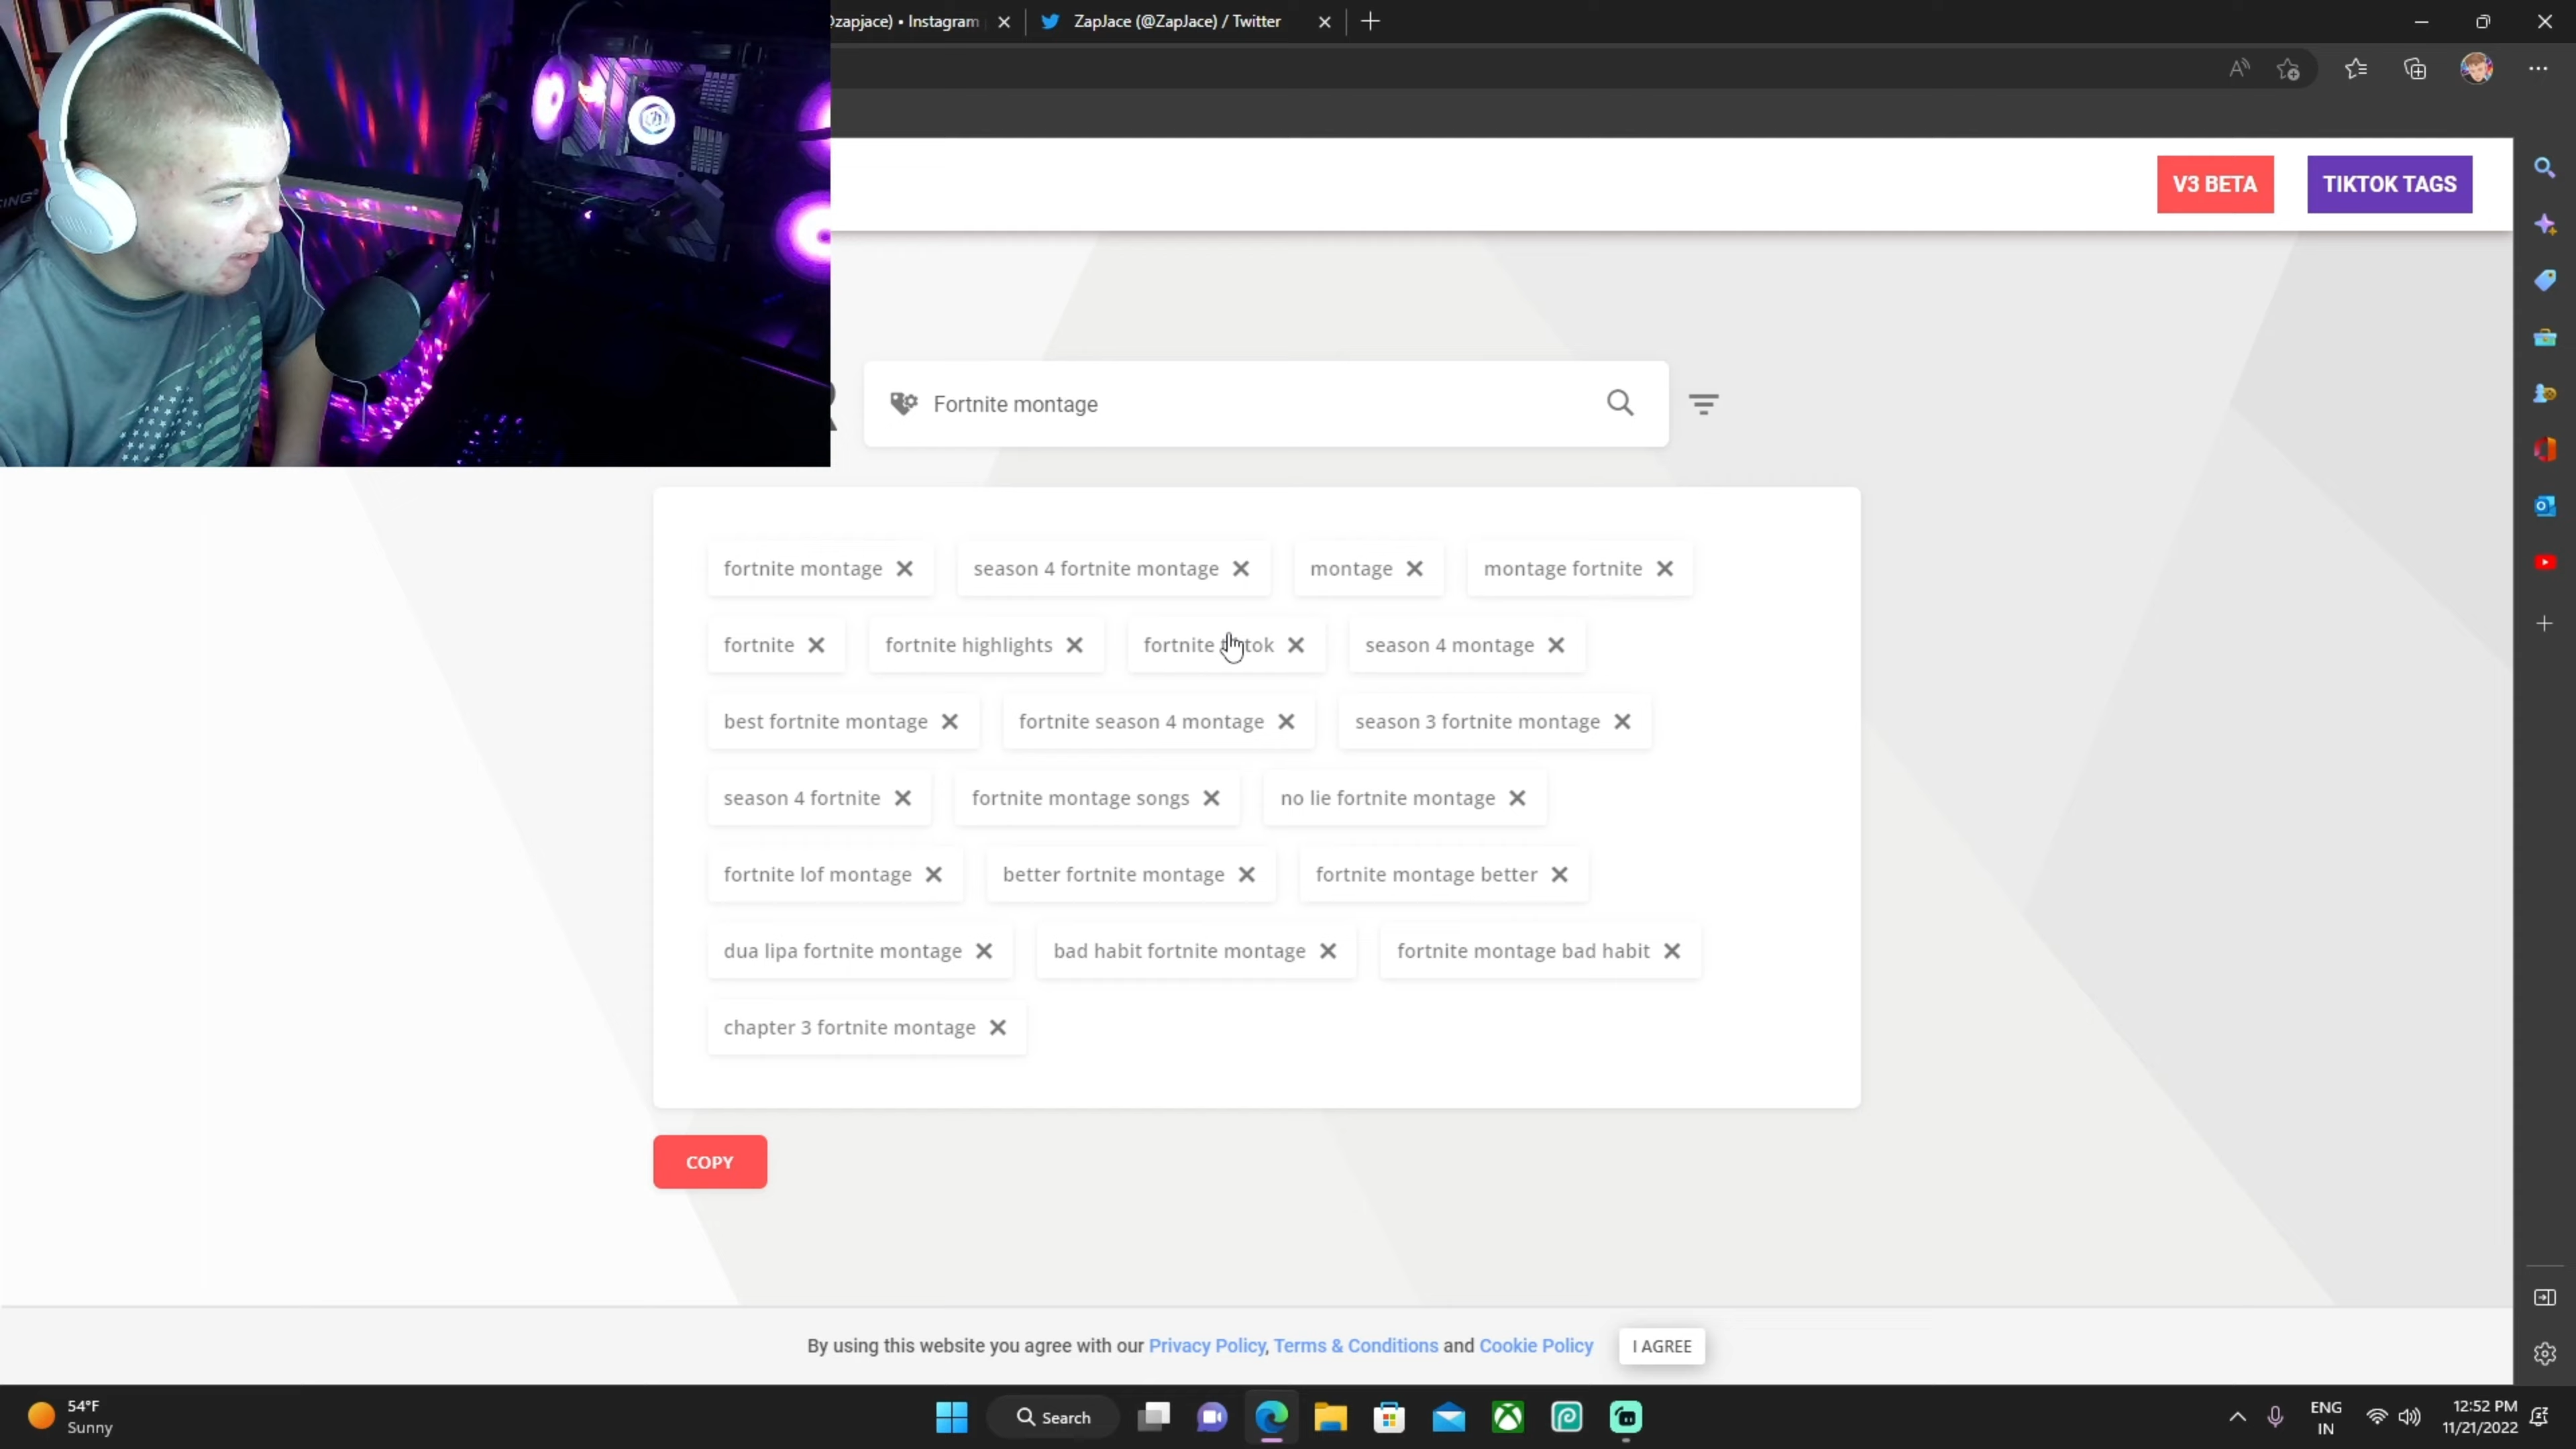 zapjace) • Instagram
ZapJace (@ZapJace) / Twitter
V3 BETA
TIKTOK TAGS
Fortnite montage
fortnite montage
season 4 fortnite montage
montage
montage fortnite
fortnite
fortnite highlights
fortnite
season 4 montage
best fortnite montage
fortnite season 4 montage
season 3 fortnite montage
season 4 fortnite
fortnite montage songs
no lie fortnite montage
fortnite lof montage
better fortnite montage
fortnite montage better
dua lipa fortnite montage
bad habit fortnite montage
fortnite montage bad habit
chapter 3 fortnite montage
COPY
By using this website you agree with our Privacy Policy, Terms & Conditions and Cookie Policy
I AGREE
54°F
Sunny
Search
ENG
IN
12:52 PM
11/21/2022